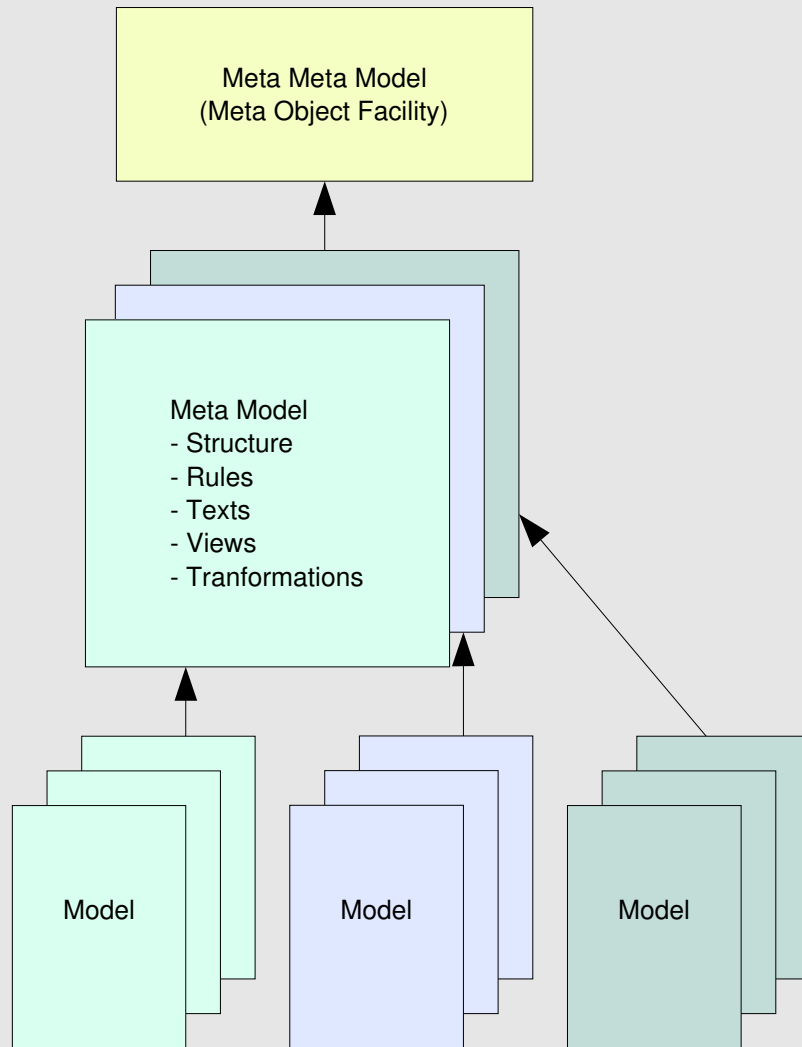 Meta Meta Model
(Meta Object Facility)
Meta Model
- Structure
- Rules
- Texts
- Views
- Tranformations
Model
Model
Model